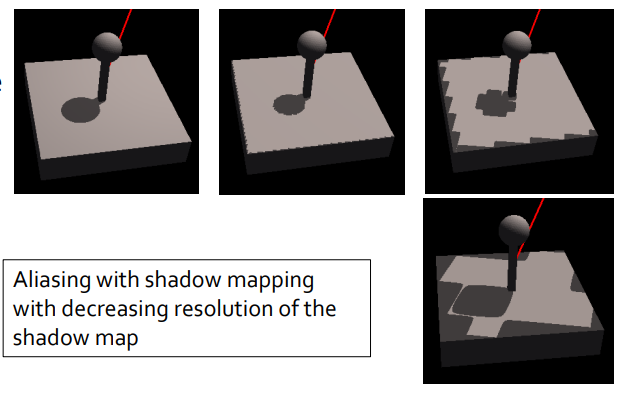 Aliasing with shadow mapping
with decreasing resolution of the
shadow map